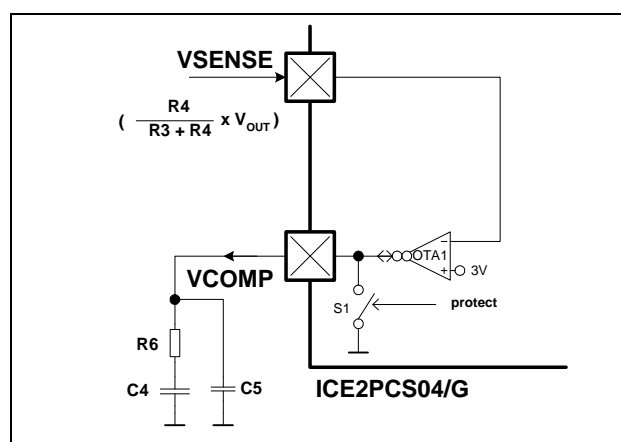 VSENSE
( R4
R3 + R4 x VOUT )
OTA1
−
+
3V
VCOMP
S1
protect
R6
C4
C5
ICE2PCS04/G